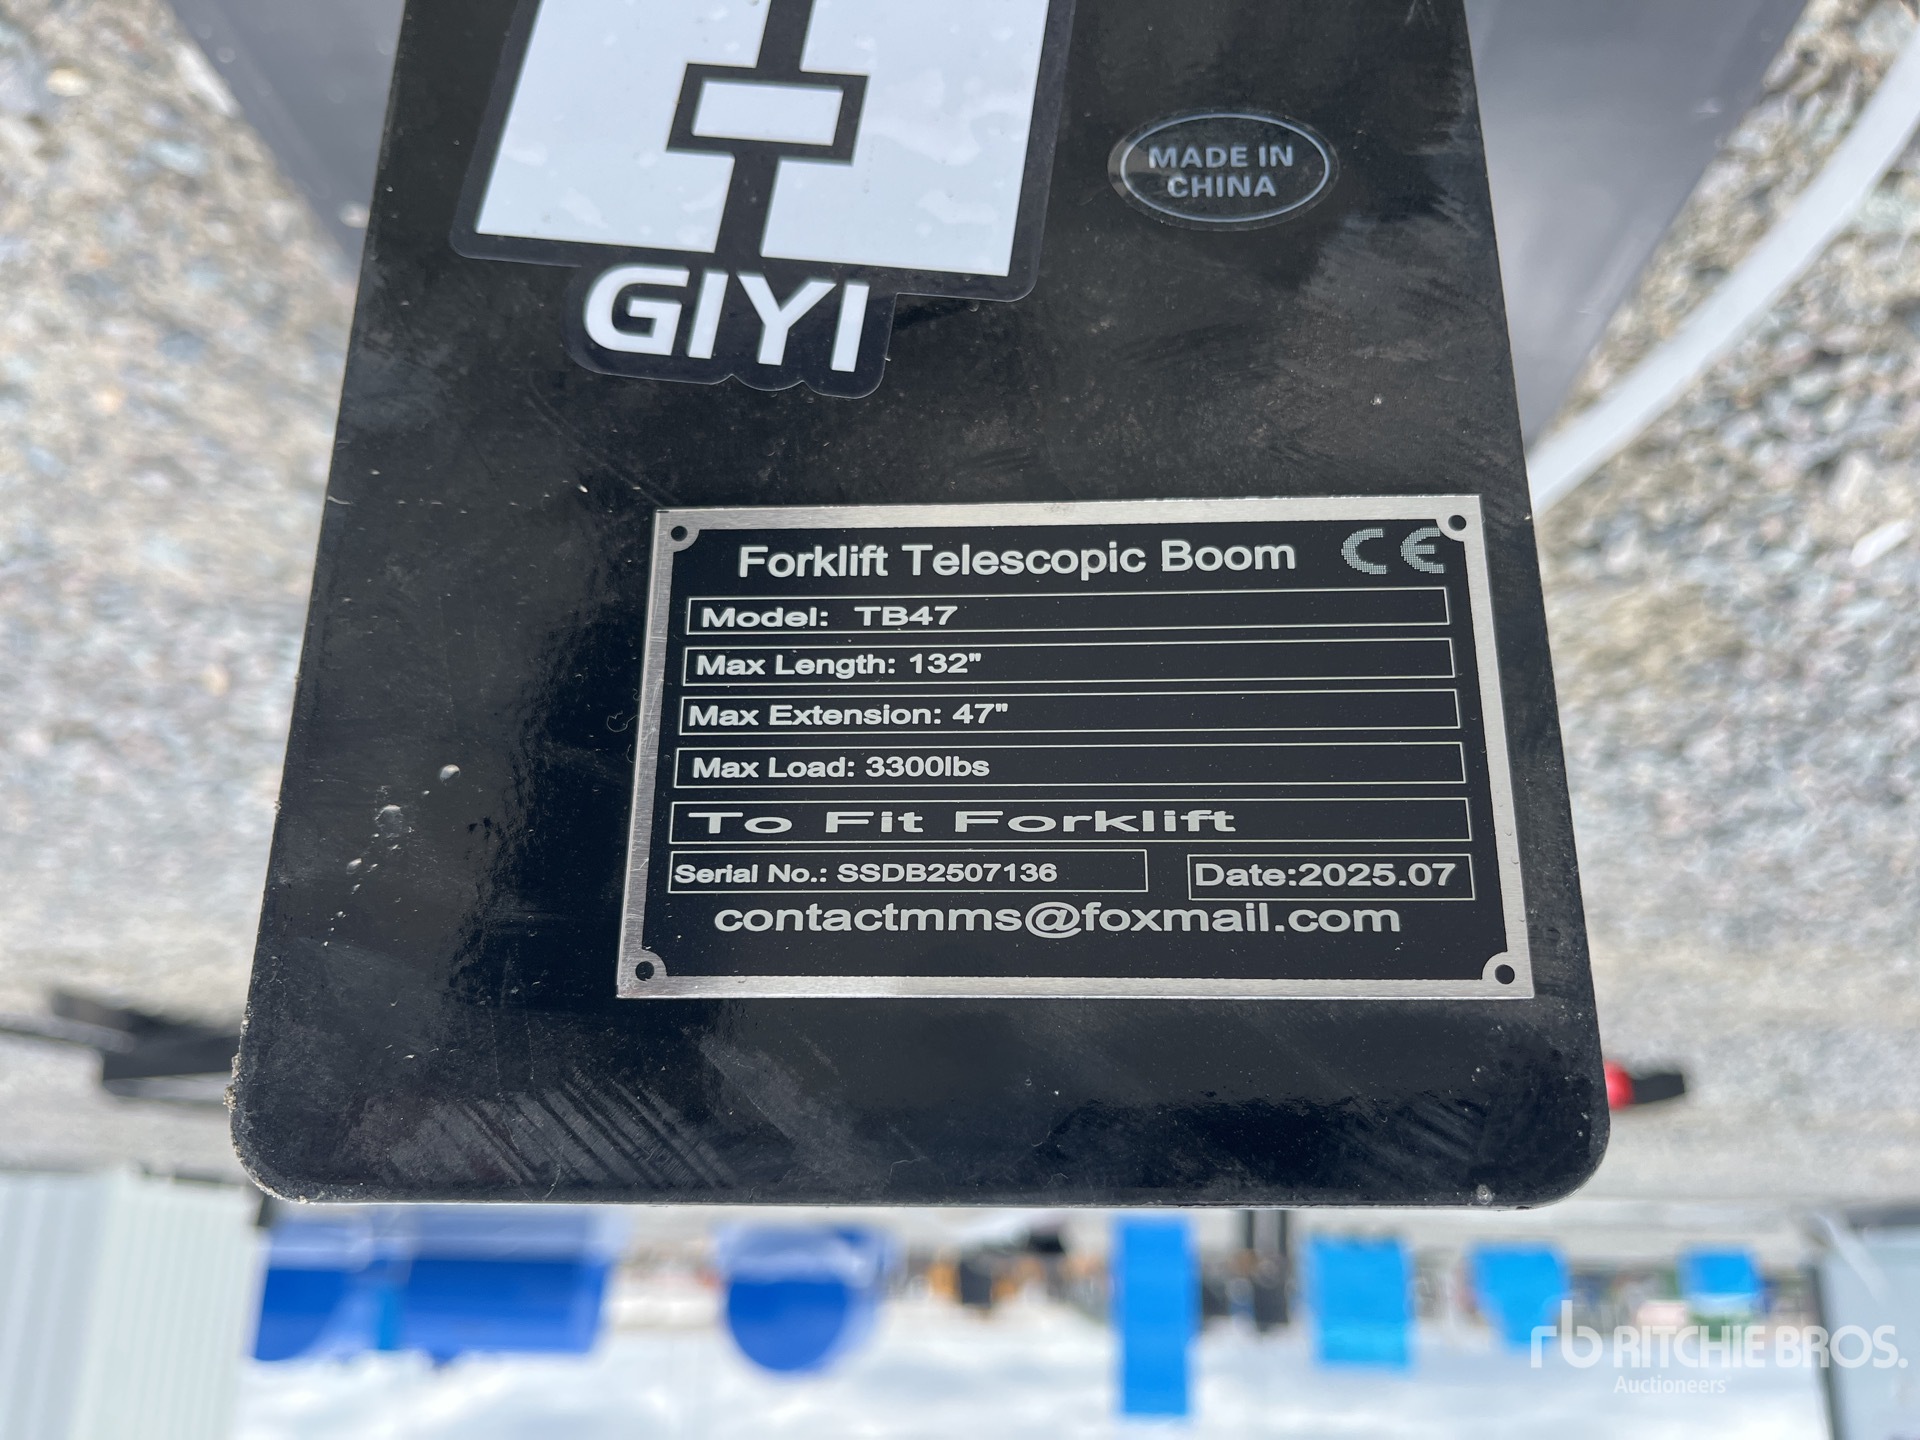 MADE IN
CHINA
GIYI
Forklift Telescopic Boom CE
Model: TB47
Max Length: 132"
Max Extension: 47"
Max Load: 3300lbs
To Fit Forklift
Serial No.: SSDB2507136 Date:2025.07
contactmms@foxmail.com
rb RITCHIE BROS.
Auctioneers